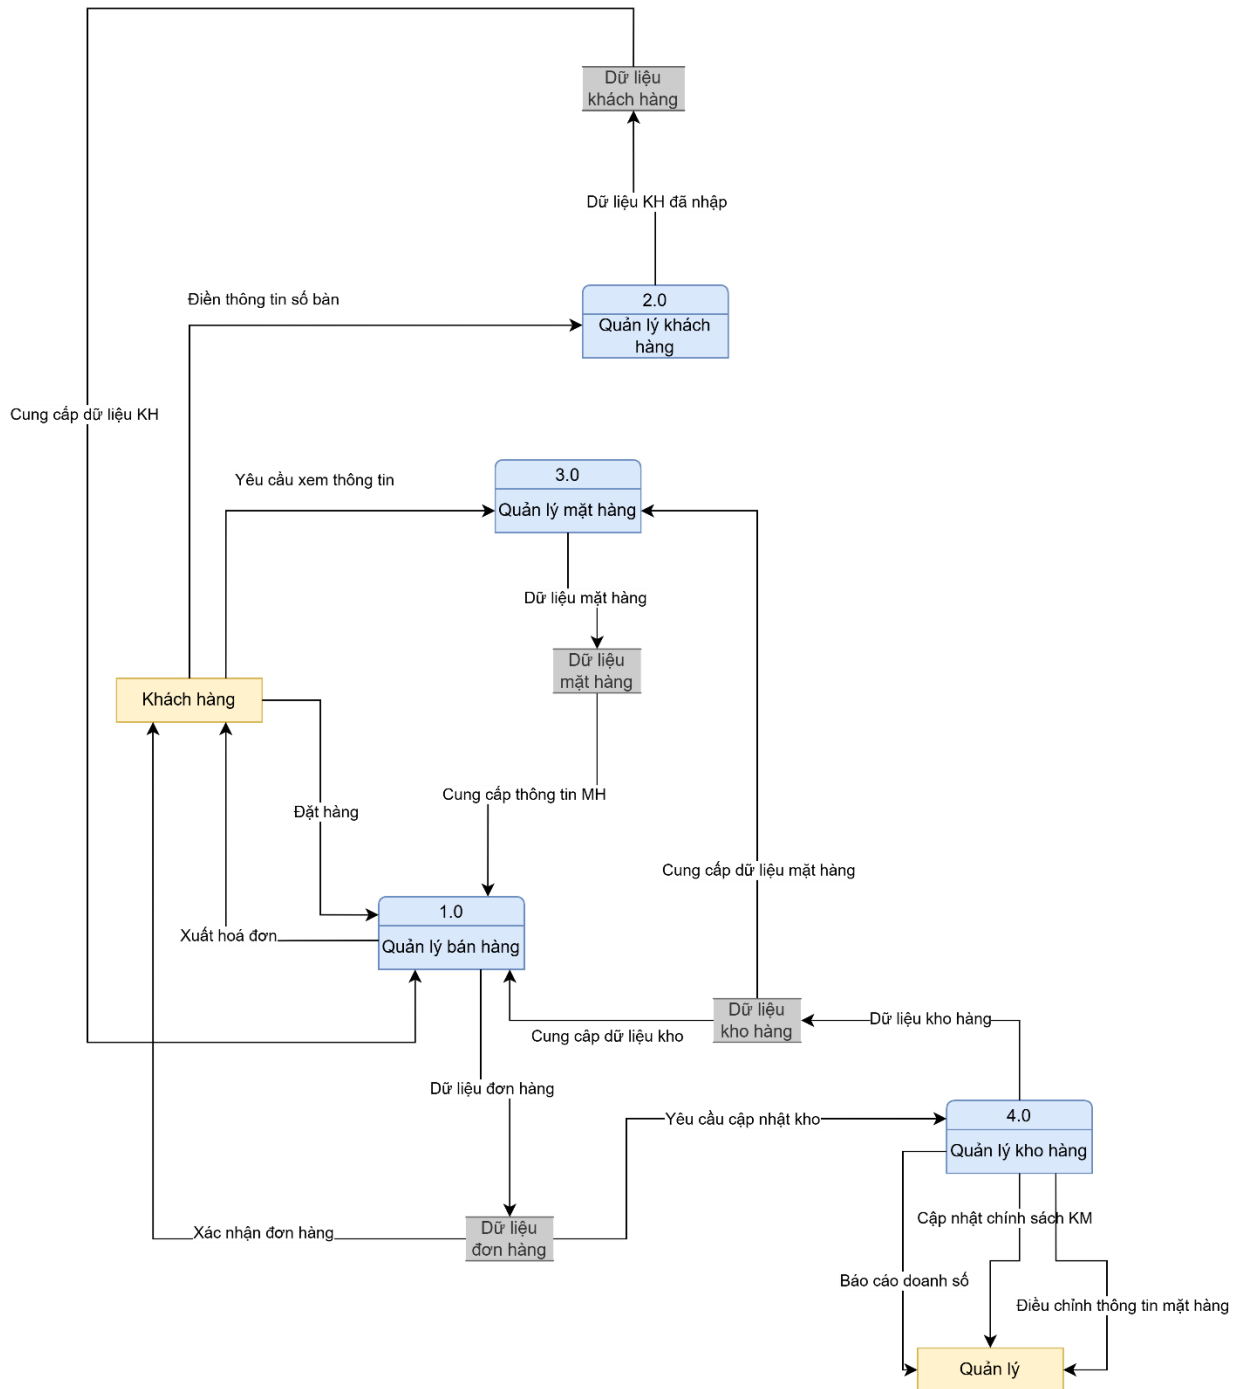 Dữ liệu
khách hàng
Dữ liệu KH đã nhập
Điền thông tin số bàn
2.0
Quản lý khách
hàng
Cung cấp dữ liệu KH
Yêu cầu xem thông tin
3.0
Quản lý mặt hàng
Dữ liệu mặt hàng
Dữ liệu
mặt hàng
Khách hàng
Cung cấp thông tin MH
Đặt hàng
Cung cấp dữ liệu mặt hàng
1.0
Xuất hoá đơn
Quản lý bán hàng
Dữ liệu
kho hàng
Dữ liệu kho hàng
Cung câp dữ liệu kho
Dữ liệu đơn hàng
Yêu cầu cập nhật kho
4.0
Quản lý kho hàng
Xác nhận đơn hàng
Dữ liệu
đơn hàng
Cập nhật chính sách KM
Báo cáo doanh số
Điều chỉnh thông tin mặt hàng
Quản lý